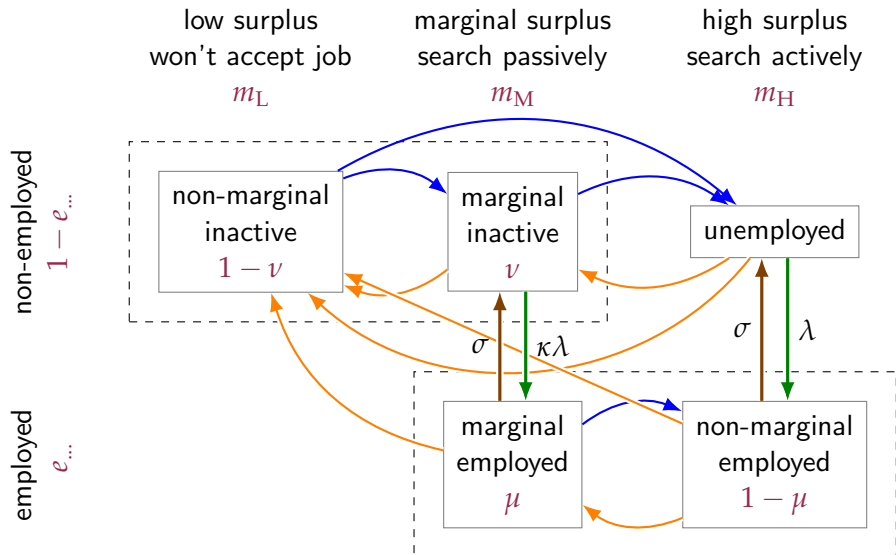 low surplus
won't accept job
m_L
marginal surplus
search passively
m_M
high surplus
search actively
m_H
non-employed
1 − e...
non-marginal
inactive
1 − ν
marginal
inactive
ν
unemployed
σ
κλ
σ
λ
employed
e...
marginal
employed
μ
non-marginal
employed
1 − μ